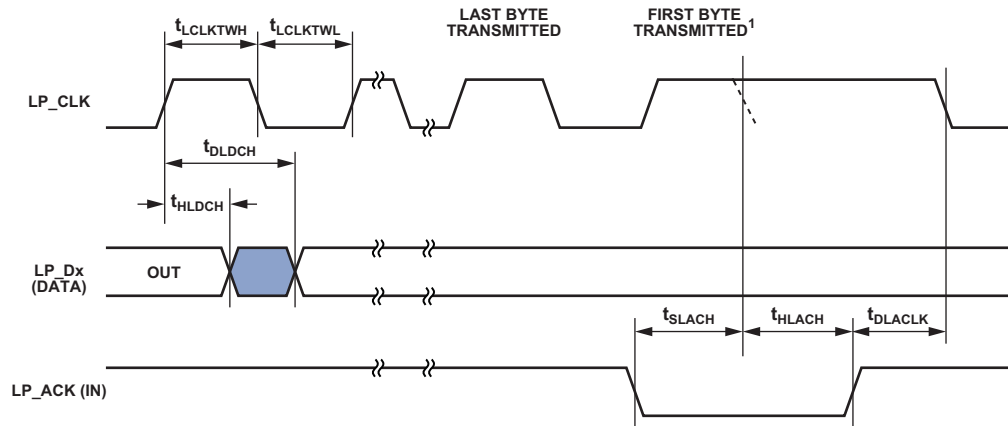 LAST BYTE
TRANSMITTED
FIRST BYTE
TRANSMITTED1
tLCLKTWH
tLCLKTWL
LP_CLK
tDLDCH
tHLDCH
LP_Dx
(DATA)
OUT
tSLACH
tHLACH
tDLACLK
LP_ACK (IN)